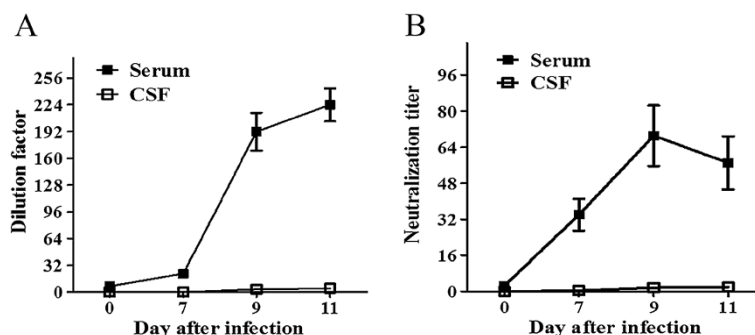 A
Serum
CSF
Dilution factor
256
224
192
160
128
96
64
32
0
0 7 9 11
Day after infection
B
Serum
CSF
Neutralization titer
96
80
64
48
32
16
0
0 7 9 11
Day after infection